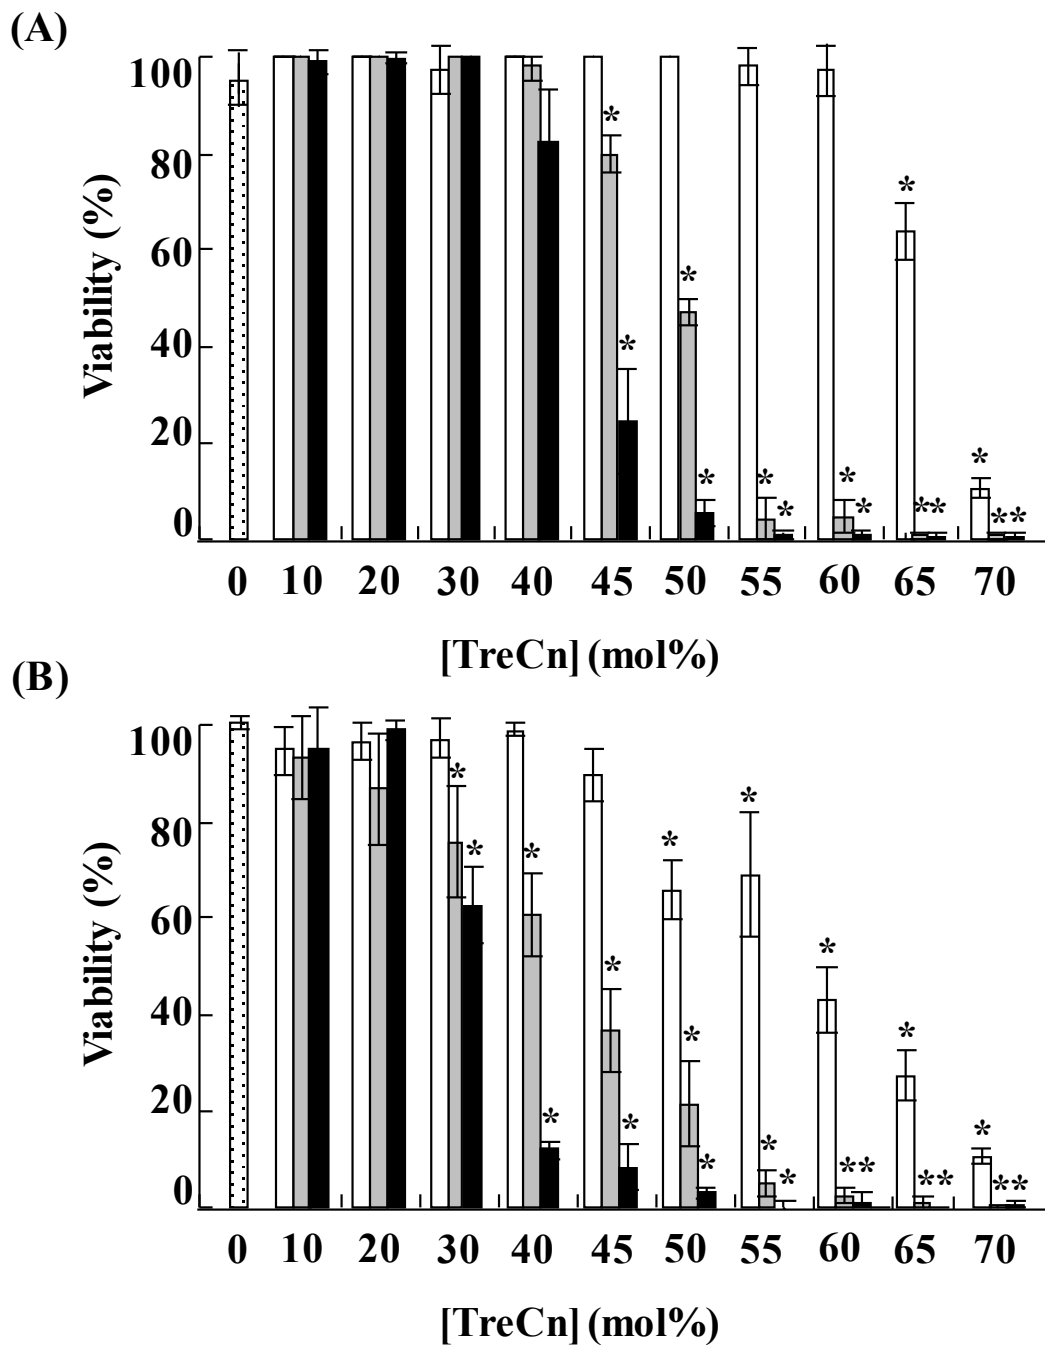 (A)
Viability (%)
100
80
60
40
20
0
* * * * * * * * * * * * * * *
0 10 20 30 40 45 50 55 60 65 70
[TreCn] (mol%)
(B)
Viability (%)
100
80
60
40
20
0
* * * * * * * * * * * * * * * * * * *
0 10 20 30 40 45 50 55 60 65 70
[TreCn] (mol%)